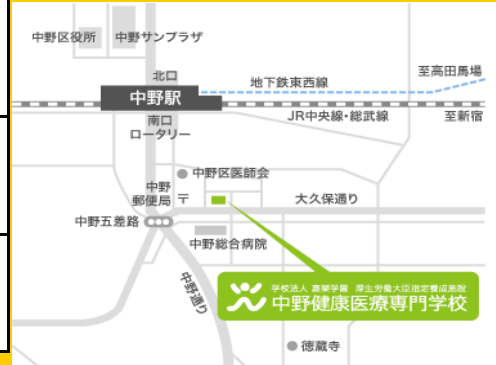 中野区役所
中野サンプラザ
北口
中野駅
地下鉄東西線
至高田馬場
JR中央線・総武線
至新宿
南口
ロータリー
中野区医師会
中野
郵便局 〒
大久保通り
中野五差路
中野総合病院
中野通り
学校法人 嘉榮学園 厚生労働大臣指定養成施設
中野健康医療専門学校
徳蔵寺